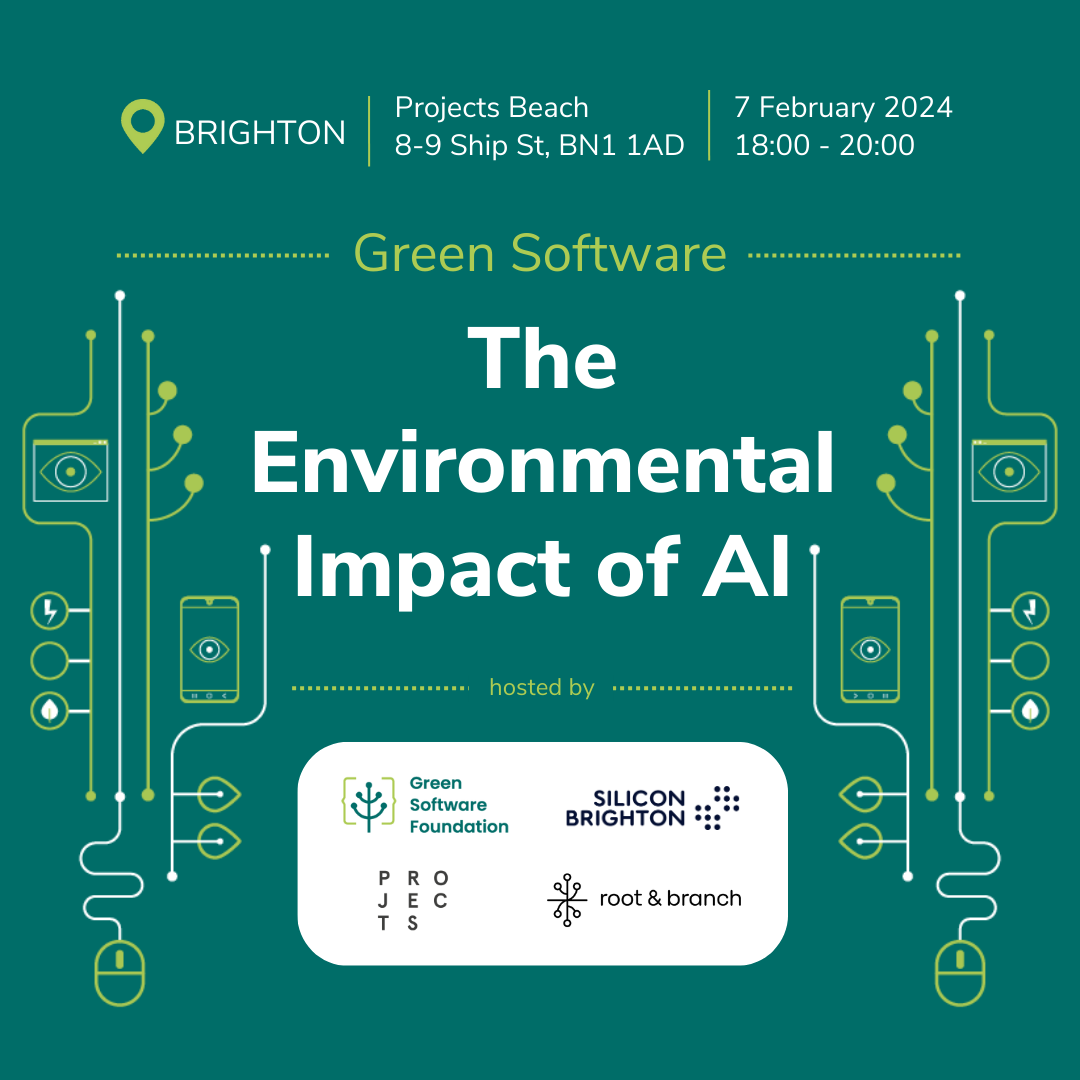 BRIGHTON
Projects Beach
8-9 Ship St, BN1 1AD
7 February 2024
18:00 - 20:00
Green Software
The
Environmental
Impact of AI
hosted by
Green
Software
Foundation
SILICON
BRIGHTON
P R O
J E C
T S
root & branch